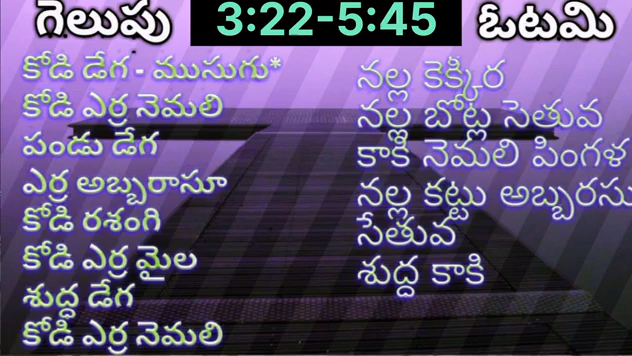 గెలుపు 3:22-5:45 ఓటమి
కోడి డేగ - ముసుగు*
కోడి ఎర్ర నెమలి
పండు డేగ
ఎర్ర అబ్బరాసూ
కోడి రశంగి
కోడి ఎర్ర మైల
శుద్ధ డేగ
కోడి ఎర్ర నెమలి
నల్ల కెక్కిర
నల్ల బోట్ల సెతువ
కాకి నెమలి పింగళ
నల్ల కట్టు అబ్బరసు
సేతువ
శుద్ధ కాకి